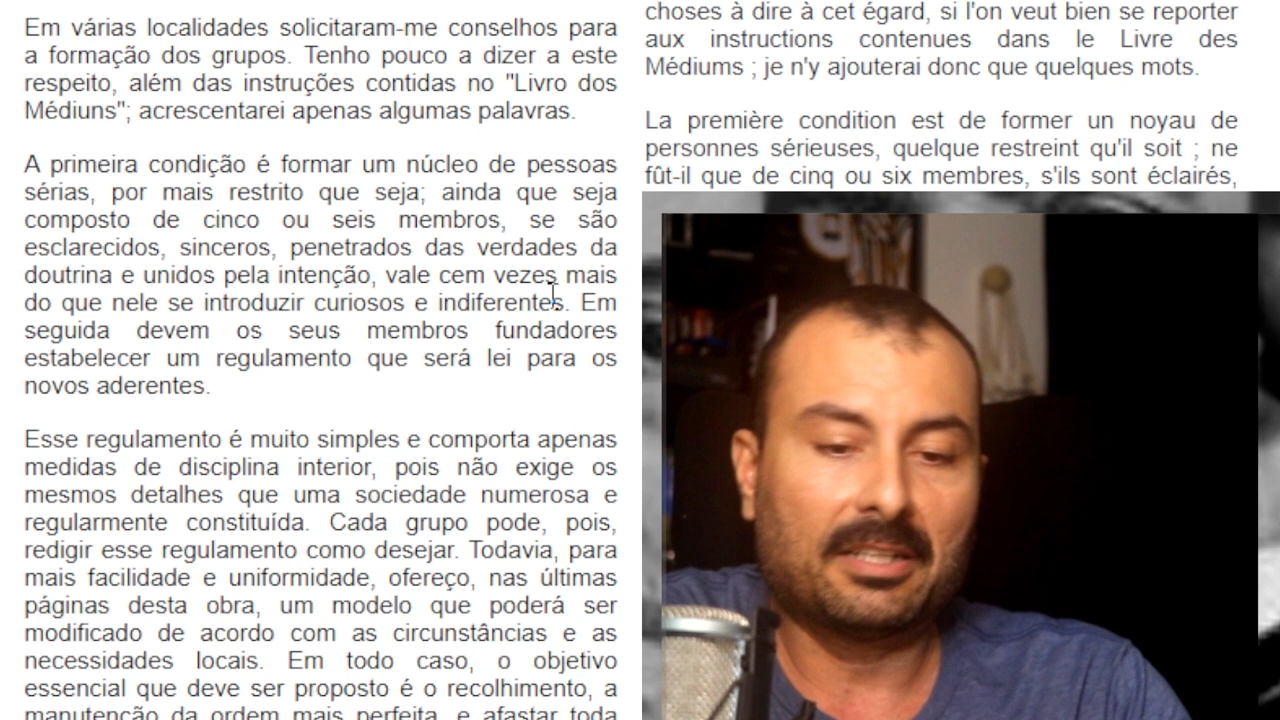 Em várias localidades solicitaram-me conselhos para
a formação dos grupos. Tenho pouco a dizer a este
respeito, além das instruções contidas no "Livro dos
Médiuns"; acrescentarei apenas algumas palavras.
A primeira condição é formar um núcleo de pessoas
sérias, por mais restrito que seja; ainda que seja
composto de cinco ou seis membros, se são
esclarecidos, sinceros, penetrados das verdades da
doutrina e unidos pela intenção, vale cem vezes mais
do que nele se introduzir curiosos e indiferentes. Em
seguida devem os seus membros fundadores
estabelecer um regulamento que será lei para os
novos aderentes.
Esse regulamento é muito simples e comporta apenas
medidas de disciplina interior, pois não exige os
mesmos detalhes que uma sociedade numerosa e
regularmente constituída. Cada grupo pode, pois,
redigir esse regulamento como desejar. Todavia, para
mais facilidade e uniformidade, ofereço, nas últimas
páginas desta obra, um modelo que poderá ser
modificado de acordo com as circunstâncias e as
necessidades locais. Em todo caso, o objetivo
essencial que deve ser proposto é o recolhimento, a
manutenção da ordem mais perfeita, e afastar toda
choses à dire à cet égard, si l'on veut bien se reporter
aux instructions contenues dans le Livre des
Médiums ; je n'y ajouterai donc que quelques mots.
La première condition est de former un noyau de
personnes sérieuses, quelque restreint qu'il soit ; ne
fût-il que de cinq ou six membres, s'ils sont éclairés,